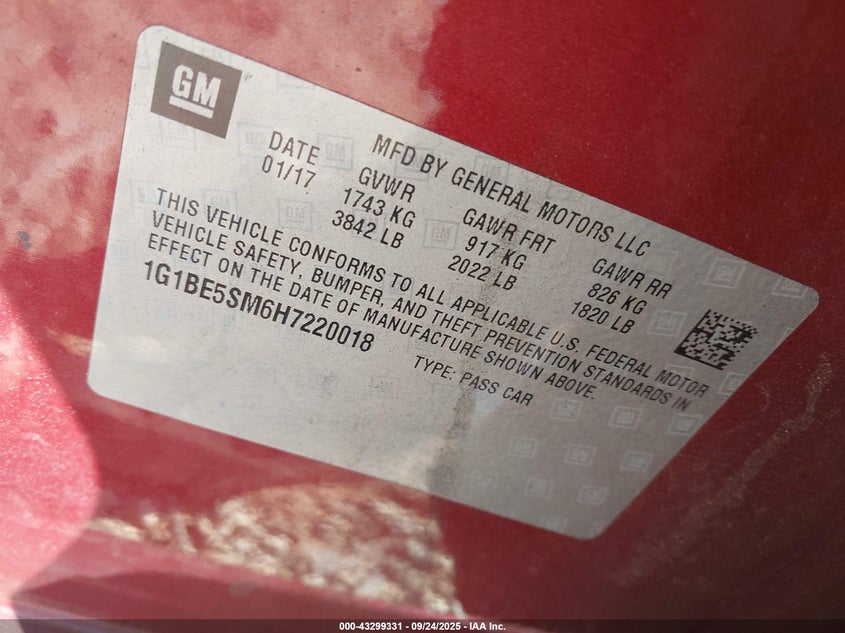 GM
MFD BY GENERAL MOTORS LLC
DATE GVWR GAWR FRT GAWR RR
01/17 1743 KG 917 KG 826 KG
3842 LB 2022 LB 1820 LB
THIS VEHICLE CONFORMS TO ALL APPLICABLE U.S. FEDERAL MOTOR
VEHICLE SAFETY, BUMPER, AND THEFT PREVENTION STANDARDS IN
EFFECT ON THE DATE OF MANUFACTURE SHOWN ABOVE.
1G1BE5SM6H7220018 TYPE: PASS CAR
000-43299331 - 09/24/2025 - IAA Inc.